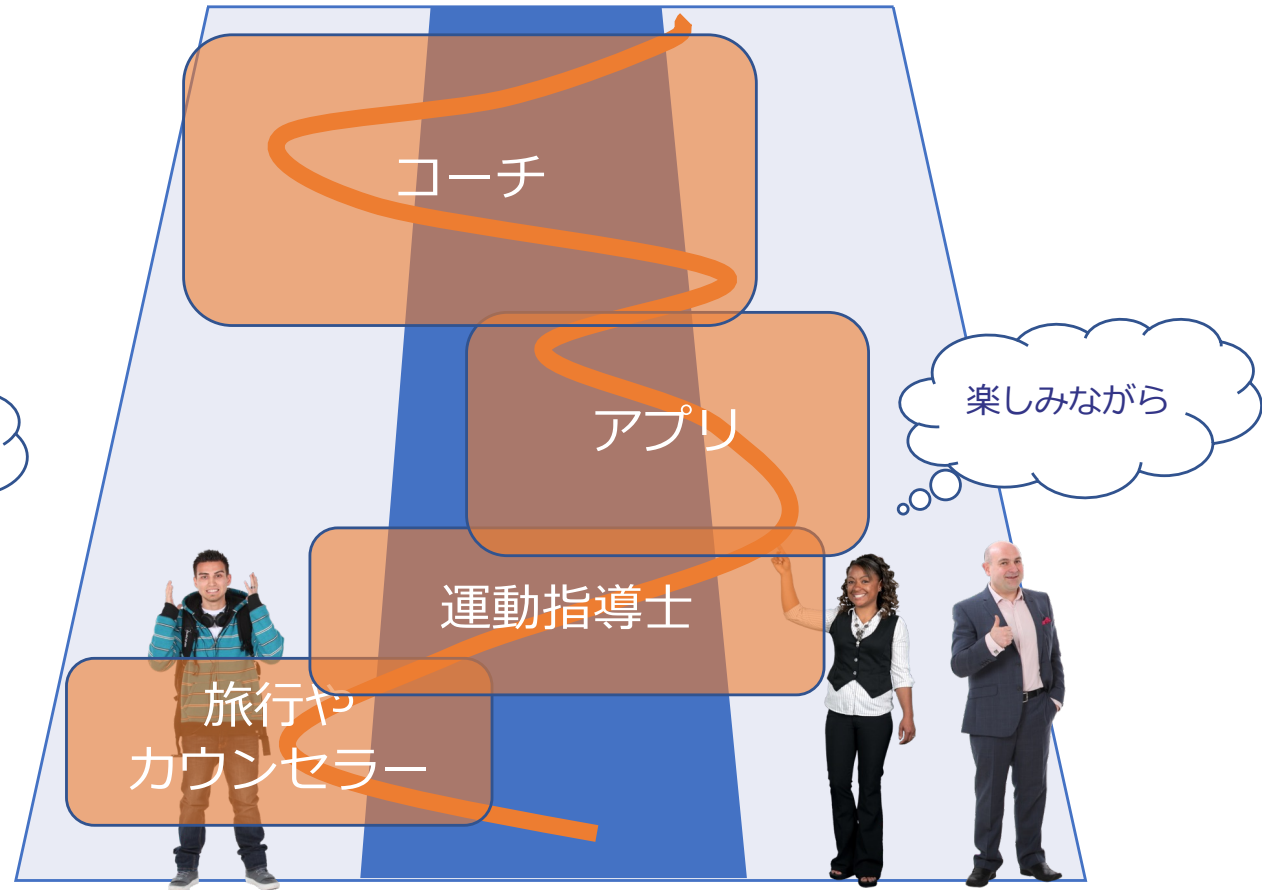 コーチ
アプリ
楽しみながら
運動指導士
旅行や
カウンセラー